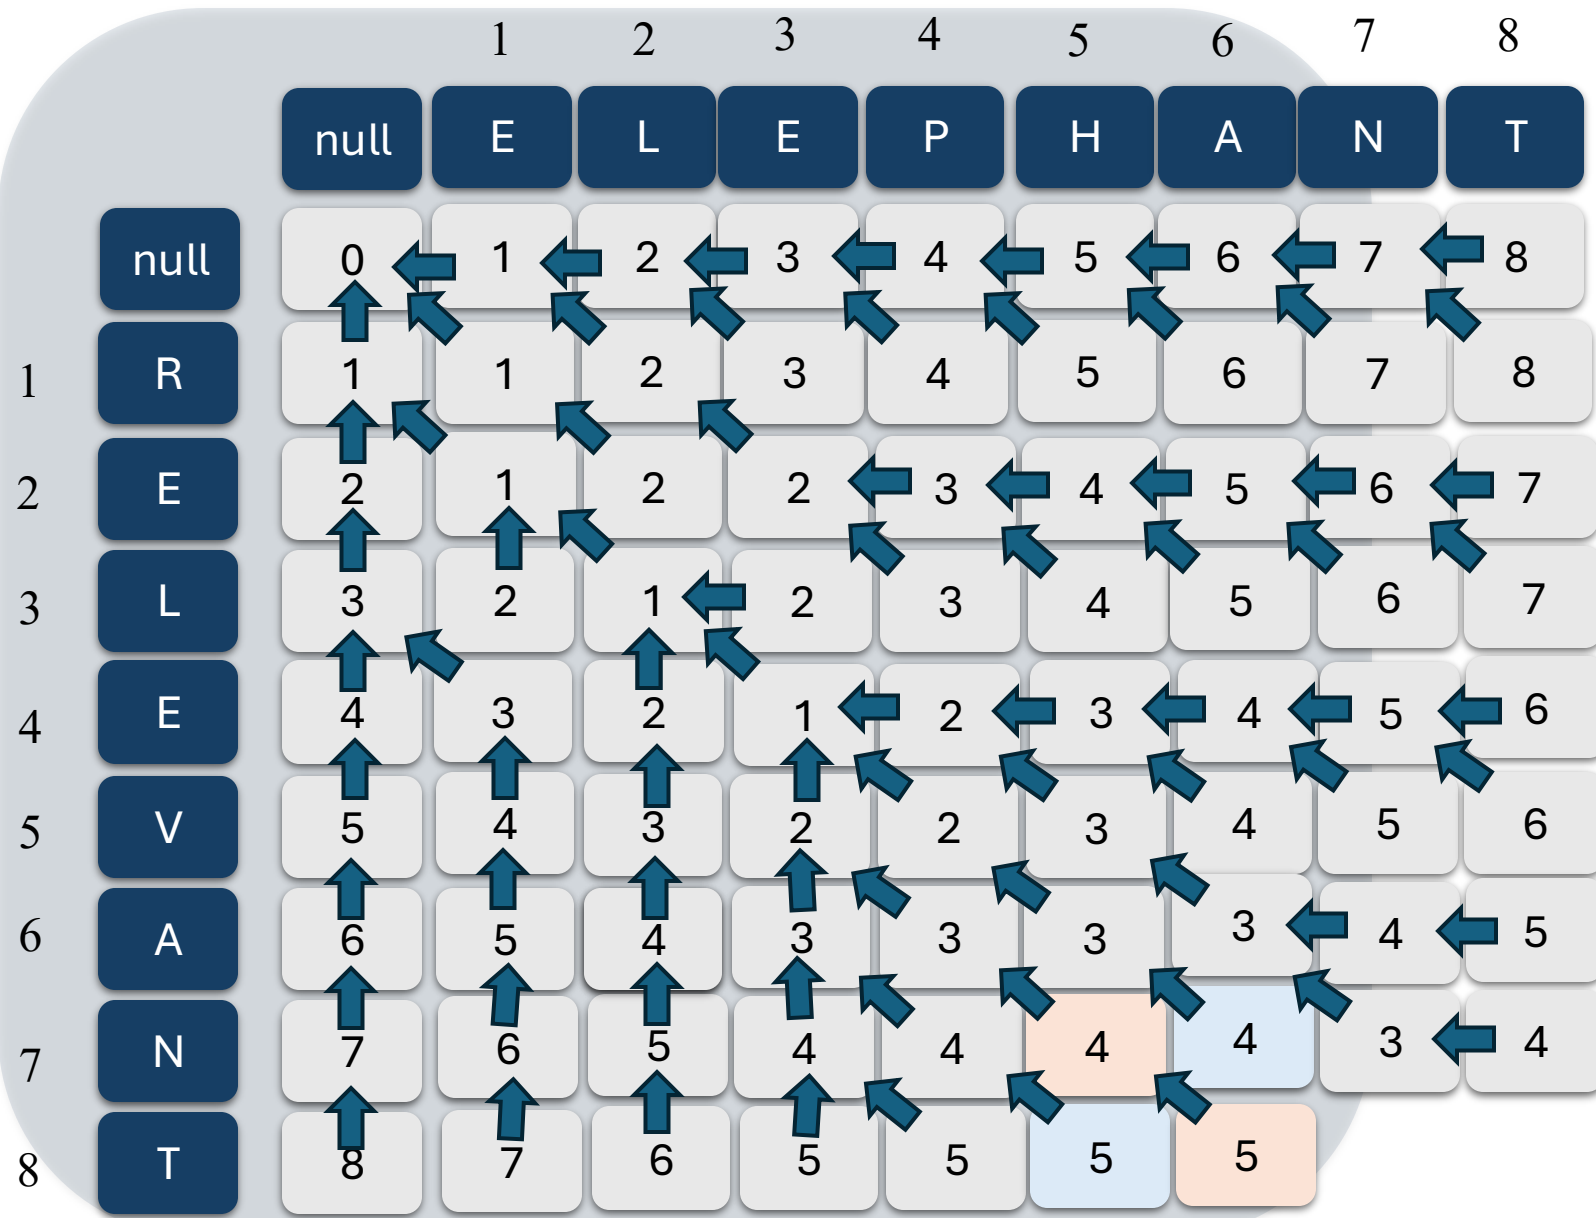 1 2 3 4 5 6 7 8
null E L E P H A N T
null 0 1 2 3 4 5 6 7 8
1 R 1 1 2 3 4 5 6 7 8
2 E 2 1 2 2 3 4 5 6 7
3 L 3 2 1 2 3 4 5 6 7
4 E 4 3 2 1 2 3 4 5 6
5 V 5 4 3 2 2 3 4 5 6
6 A 6 5 4 3 3 3 3 4 5
7 N 7 6 5 4 4 4 4 3 4
8 T 8 7 6 5 5 5 5